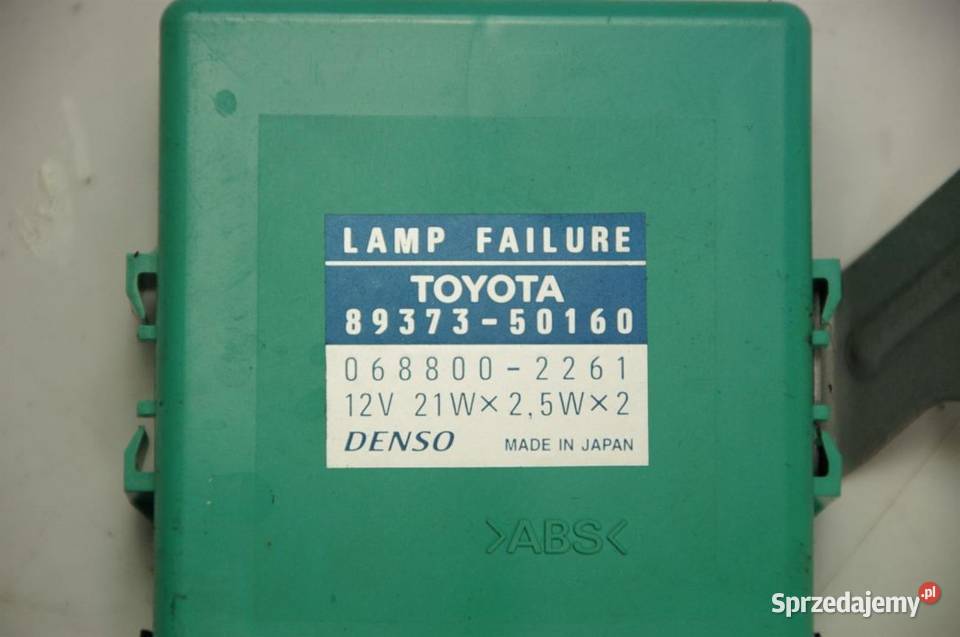 LAMP FAILURE
TOYOTA
89373-50160
068800-2261
12V 21W×2,5W×2
DENSO MADE IN JAPAN
>ABS<
Sprzedajemy.pl